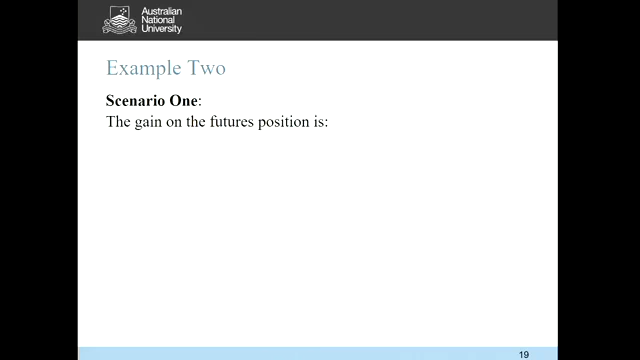 Australian
National
University
Example Two
Scenario One:
The gain on the futures position is:
19